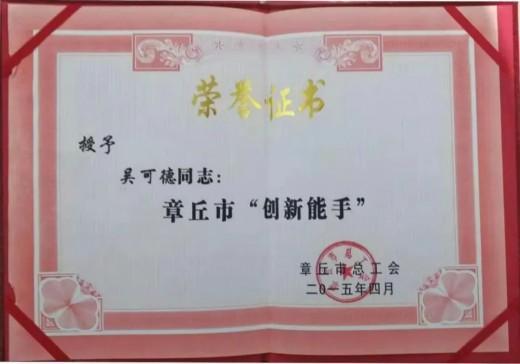 荣誉证书
授予
吴可德同志：
章丘市“创新能手”
章丘市总工会
二〇一五年四月